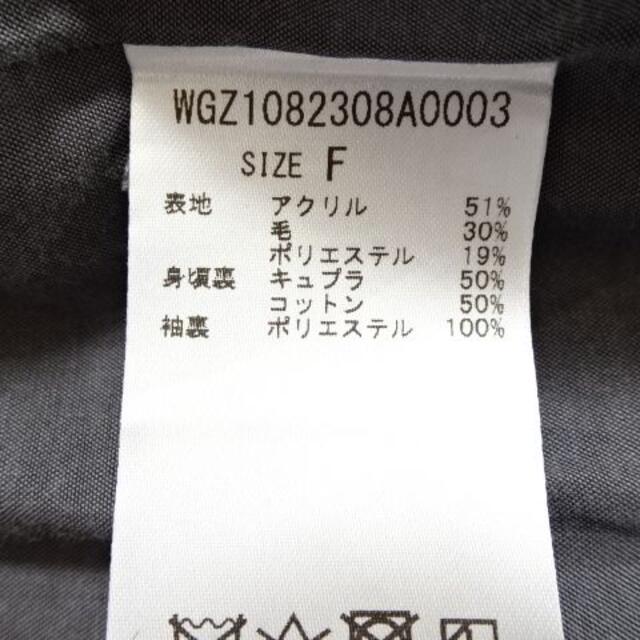 WGZ1082308A0003
SIZE F
表地 アクリル 51%
毛 30%
ポリエステル 19%
身頃裏 キュプラ 50%
コットン 50%
袖裏 ポリエステル 100%